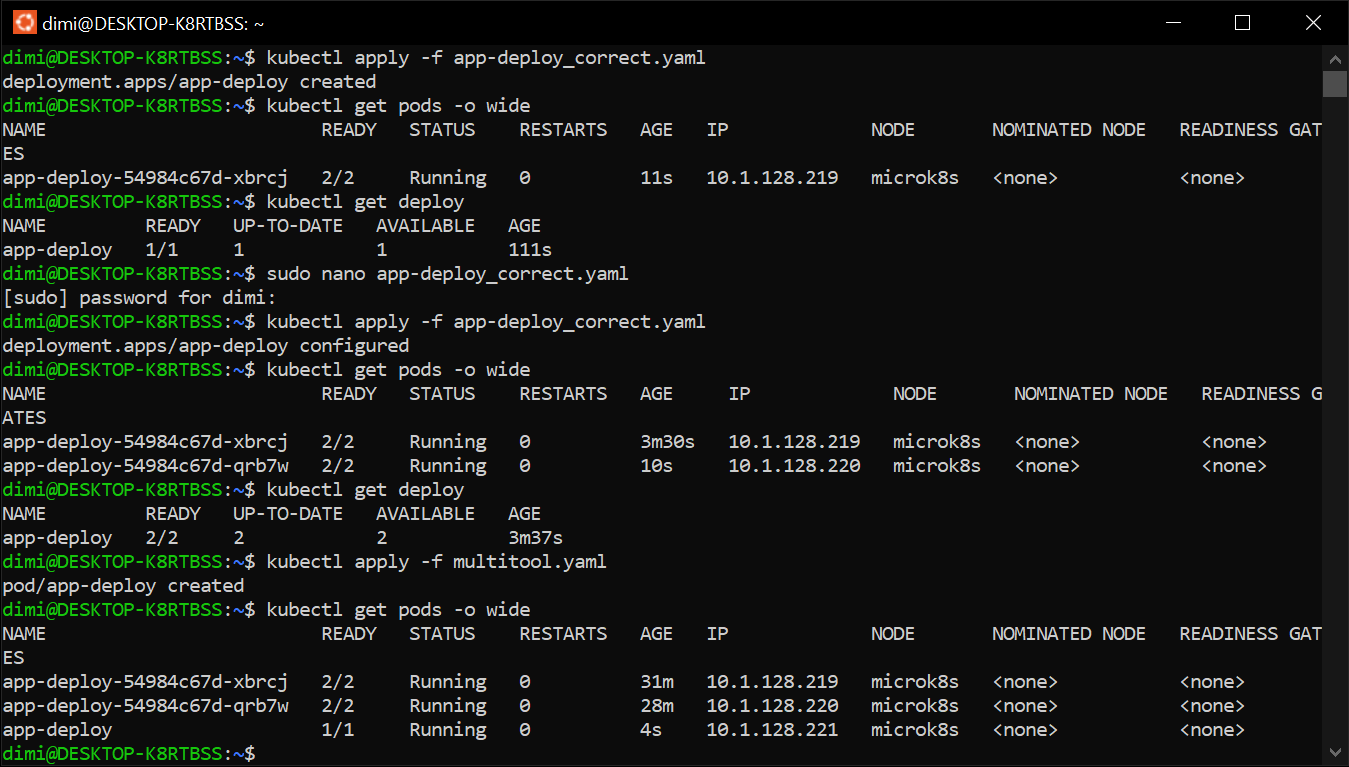 dimi@DESKTOP-K8RTBSS: ~
dimi@DESKTOP-K8RTBSS:~$ kubectl apply -f app-deploy_correct.yaml
deployment.apps/app-deploy created
dimi@DESKTOP-K8RTBSS:~$ kubectl get pods -o wide
NAME                         READY   STATUS    RESTARTS   AGE   IP             NODE       NOMINATED NODE   READINESS GAT
ES
app-deploy-54984c67d-xbrcj   2/2     Running   0          11s   10.1.128.219   microk8s   <none>           <none>
dimi@DESKTOP-K8RTBSS:~$ kubectl get deploy
NAME         READY   UP-TO-DATE   AVAILABLE   AGE
app-deploy   1/1     1            1           111s
dimi@DESKTOP-K8RTBSS:~$ sudo nano app-deploy_correct.yaml
[sudo] password for dimi:
dimi@DESKTOP-K8RTBSS:~$ kubectl apply -f app-deploy_correct.yaml
deployment.apps/app-deploy configured
dimi@DESKTOP-K8RTBSS:~$ kubectl get pods -o wide
NAME                         READY   STATUS    RESTARTS   AGE     IP             NODE       NOMINATED NODE   READINESS G
ATES
app-deploy-54984c67d-xbrcj   2/2     Running   0          3m30s   10.1.128.219   microk8s   <none>           <none>
app-deploy-54984c67d-qrb7w   2/2     Running   0          10s     10.1.128.220   microk8s   <none>           <none>
dimi@DESKTOP-K8RTBSS:~$ kubectl get deploy
NAME         READY   UP-TO-DATE   AVAILABLE   AGE
app-deploy   2/2     2            2           3m37s
dimi@DESKTOP-K8RTBSS:~$ kubectl apply -f multitool.yaml
pod/app-deploy created
dimi@DESKTOP-K8RTBSS:~$ kubectl get pods -o wide
NAME                         READY   STATUS    RESTARTS   AGE   IP             NODE       NOMINATED NODE   READINESS GAT
ES
app-deploy-54984c67d-xbrcj   2/2     Running   0          31m   10.1.128.219   microk8s   <none>           <none>
app-deploy-54984c67d-qrb7w   2/2     Running   0          28m   10.1.128.220   microk8s   <none>           <none>
app-deploy                   1/1     Running   0          4s    10.1.128.221   microk8s   <none>           <none>
dimi@DESKTOP-K8RTBSS:~$